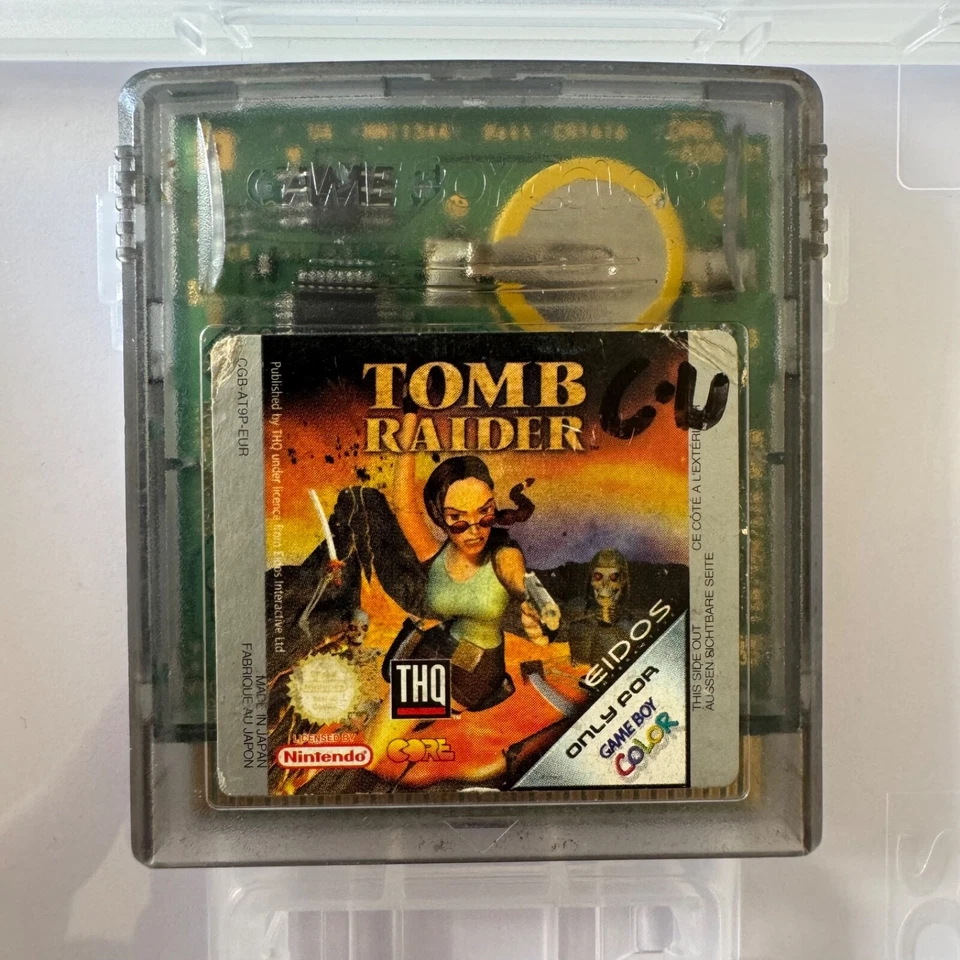 GAME BOY COLOR
TOMB
RAIDER
C.U
CGB-AT9P-EUR
Published by THQ under licence from Eidos Interactive Ltd
MADE IN JAPAN
FABRIQUE AU JAPON
THQ
LICENSED BY
Nintendo
CORE
EIDOS
ONLY FOR
GAME BOY
COLOR
THIS SIDE OUT
CE CÔTÉ A L'EXTÉRI
AUSSEN SICHTBARE SEITE